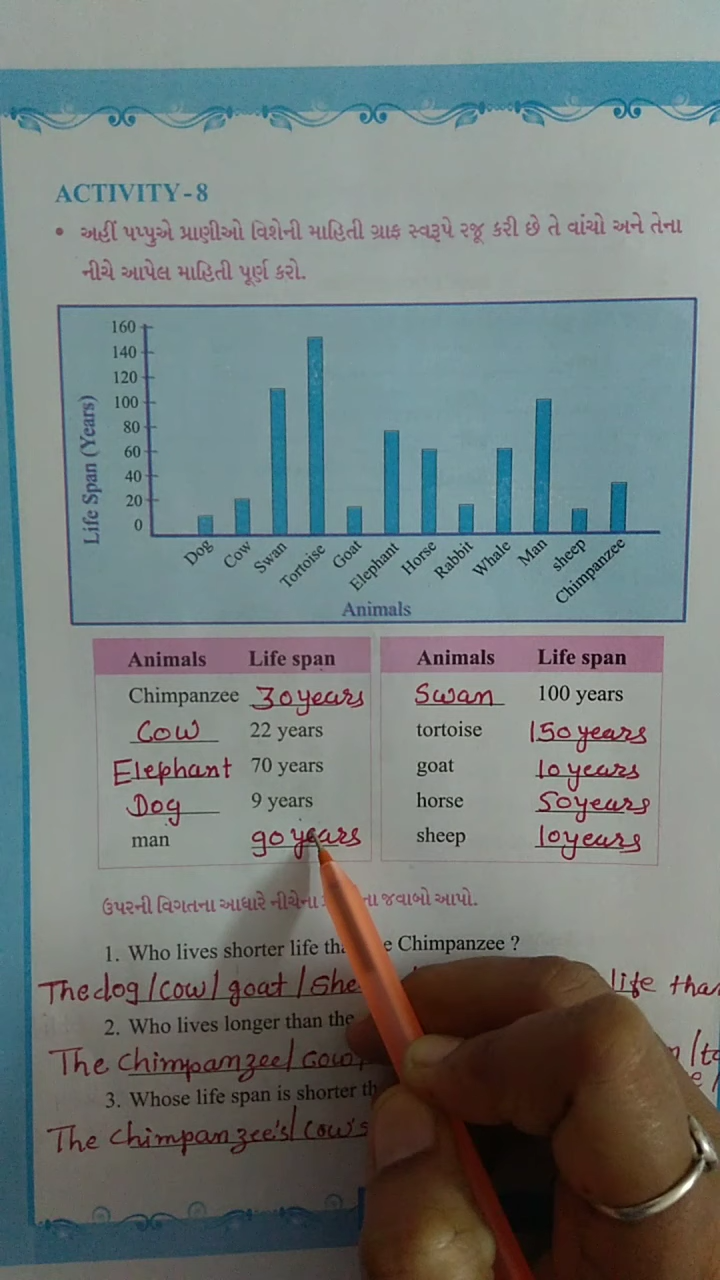 ACTIVITY-8
• અહીં પપ્પુએ પ્રાણીઓ વિશેની માહિતી ગ્રાફ સ્વરૂપે રજૂ કરી છે તે વાંચો અને તેના
નીચે આપેલ માહિતી પૂર્ણ કરો.
160
140
120
100
80
60
40
20
0
Life Span (Years)
Dog Cow Swan Tortoise Goat Elephant Horse Rabbit Whale Man sheep Chimpanzee
Animals
Animals Life span Animals Life span
Chimpanzee 30 years Swan 100 years
Cow 22 years tortoise 150 years
Elephant 70 years goat 10 years
Dog 9 years horse 50 years
man 90 years sheep 10 years
ઉપરની વિગતના આધારે નીચેના જવાબો આપો.
1. Who lives shorter life Chimpanzee ?
The dog / cow / goat / life
2. Who lives longer than the
The chimpanzee /
3. Whose life span is shorter
The chimpanzee's / cow's